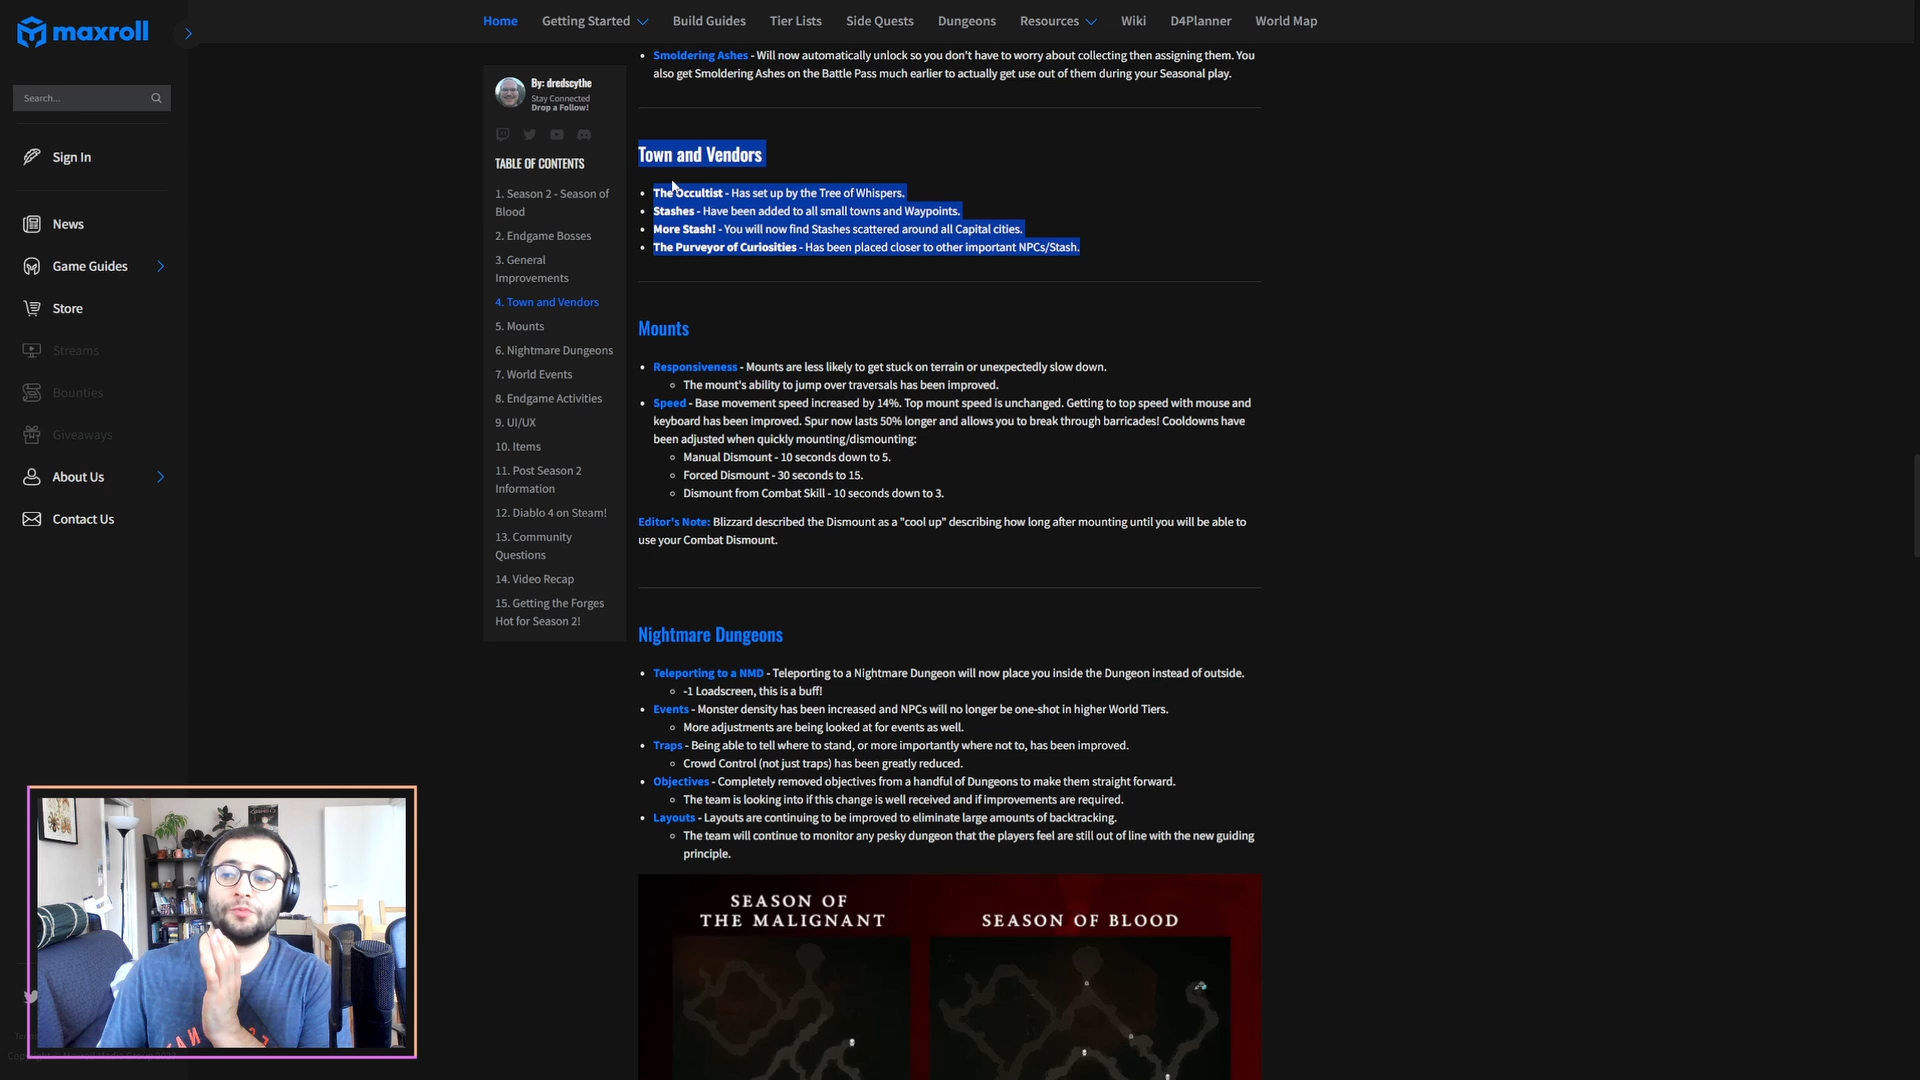 maxroll
Home
Getting Started
Build Guides
Tier Lists
Side Quests
Dungeons
Resources
Wiki
D4Planner
World Map
Search...
Sign In
News
Game Guides
Store
Streams
Bounties
Giveaways
About Us
Contact Us
By: dredscythe
Stay Connected
Drop a Follow!
TABLE OF CONTENTS
1. Season 2 - Season of
Blood
2. Endgame Bosses
3. General
Improvements
4. Town and Vendors
5. Mounts
6. Nightmare Dungeons
7. World Events
8. Endgame Activities
9. UI/UX
10. Items
11. Post Season 2
Information
12. Diablo 4 on Steam!
13. Community
Questions
14. Video Recap
15. Getting the Forges
Hot for Season 2!
Smoldering Ashes - Will now automatically unlock so you don't have to worry about collecting then assigning them. You
also get Smoldering Ashes on the Battle Pass much earlier to actually get use out of them during your Seasonal play.
Town and Vendors
The Occultist - Has set up by the Tree of Whispers.
Stashes - Have been added to all small towns and Waypoints.
More Stash! - You will now find Stashes scattered around all Capital cities.
The Purveyor of Curiosities - Has been placed closer to other important NPCs/Stash.
Mounts
Responsiveness - Mounts are less likely to get stuck on terrain or unexpectedly slow down.
The mount's ability to jump over traversals has been improved.
Speed - Base movement speed increased by 14%. Top mount speed is unchanged. Getting to top speed with mouse and
keyboard has been improved. Spur now lasts 50% longer and allows you to break through barricades! Cooldowns have
been adjusted when quickly mounting/dismounting:
Manual Dismount - 10 seconds down to 5.
Forced Dismount - 30 seconds to 15.
Dismount from Combat Skill - 10 seconds down to 3.
Editor's Note: Blizzard described the Dismount as a "cool up" describing how long after mounting until you will be able to
use your Combat Dismount.
Nightmare Dungeons
Teleporting to a NMD - Teleporting to a Nightmare Dungeon will now place you inside the Dungeon instead of outside.
-1 Loadscreen, this is a buff!
Events - Monster density has been increased and NPCs will no longer be one-shot in higher World Tiers.
More adjustments are being looked at for events as well.
Traps - Being able to tell where to stand, or more importantly where not to, has been improved.
Crowd Control (not just traps) has been greatly reduced.
Objectives - Completely removed objectives from a handful of Dungeons to make them straight forward.
The team is looking into if this change is well received and if improvements are required.
Layouts - Layouts are continuing to be improved to eliminate large amounts of backtracking.
The team will continue to monitor any pesky dungeon that the players feel are still out of line with the new guiding
principle.
SEASON OF
THE MALIGNANT
SEASON OF BLOOD